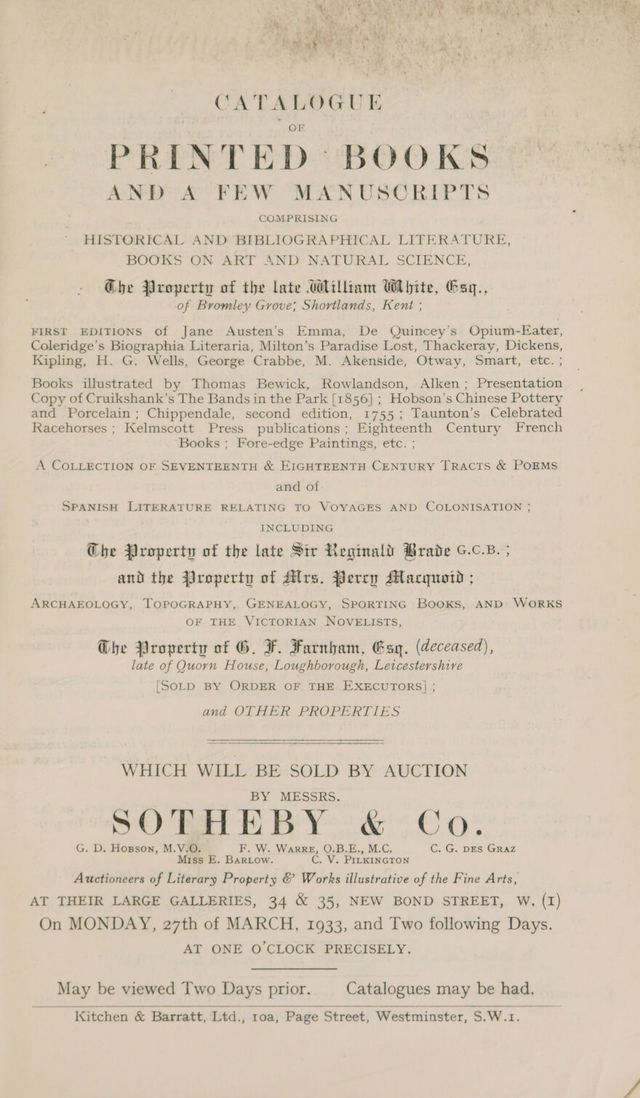 CATALOGUE
OF
PRINTED BOOKS
AND A FEW MANUSCRIPTS
COMPRISING
HISTORICAL AND BIBLIOGRAPHICAL LITERATURE,
BOOKS ON ART AND NATURAL SCIENCE,
The Property of the late William White, Esq.,
of Bromley Grove, Shortlands, Kent ;
FIRST EDITIONS of Jane Austen's Emma, De Quincey's Opium-Eater,
Coleridge's Biographia Literaria, Milton's Paradise Lost, Thackeray, Dickens,
Kipling, H. G. Wells, George Crabbe, M. Akenside, Otway, Smart, etc. ;
Books illustrated by Thomas Bewick, Rowlandson, Alken ; Presentation
Copy of Cruikshank's The Bands in the Park [1856] ; Hobson's Chinese Pottery
and Porcelain ; Chippendale, second edition, 1755 ; Taunton's Celebrated
Racehorses ; Kelmscott Press publications ; Eighteenth Century French
Books ; Fore-edge Paintings, etc. ;
A COLLECTION OF SEVENTEENTH & EIGHTEENTH CENTURY TRACTS & POEMS
and of
SPANISH LITERATURE RELATING TO VOYAGES AND COLONISATION ;
INCLUDING
The Property of the late Sir Reginald Brade G.C.B. ;
and the Property of Mrs. Percy Macquoid ;
ARCHAEOLOGY, TOPOGRAPHY, GENEALOGY, SPORTING BOOKS, AND WORKS
OF THE VICTORIAN NOVELISTS,
The Property of G. F. Farnham, Esq. (deceased),
late of Quorn House, Loughborough, Leicestershire
[SOLD BY ORDER OF THE EXECUTORS] ;
and OTHER PROPERTIES
WHICH WILL BE SOLD BY AUCTION
BY MESSRS.
SOTHEBY & Co.
G. D. HOBSON, M.V.O. F. W. WARRE, O.B.E., M.C. C. G. DES GRAZ
MISS E. BARLOW. C. V. PILKINGTON
Auctioneers of Literary Property & Works illustrative of the Fine Arts,
AT THEIR LARGE GALLERIES, 34 & 35, NEW BOND STREET, W. (1)
On MONDAY, 27th of MARCH, 1933, and Two following Days.
AT ONE O'CLOCK PRECISELY.
May be viewed Two Days prior. Catalogues may be had.
Kitchen & Barratt, Ltd., 10a, Page Street, Westminster, S.W.1.